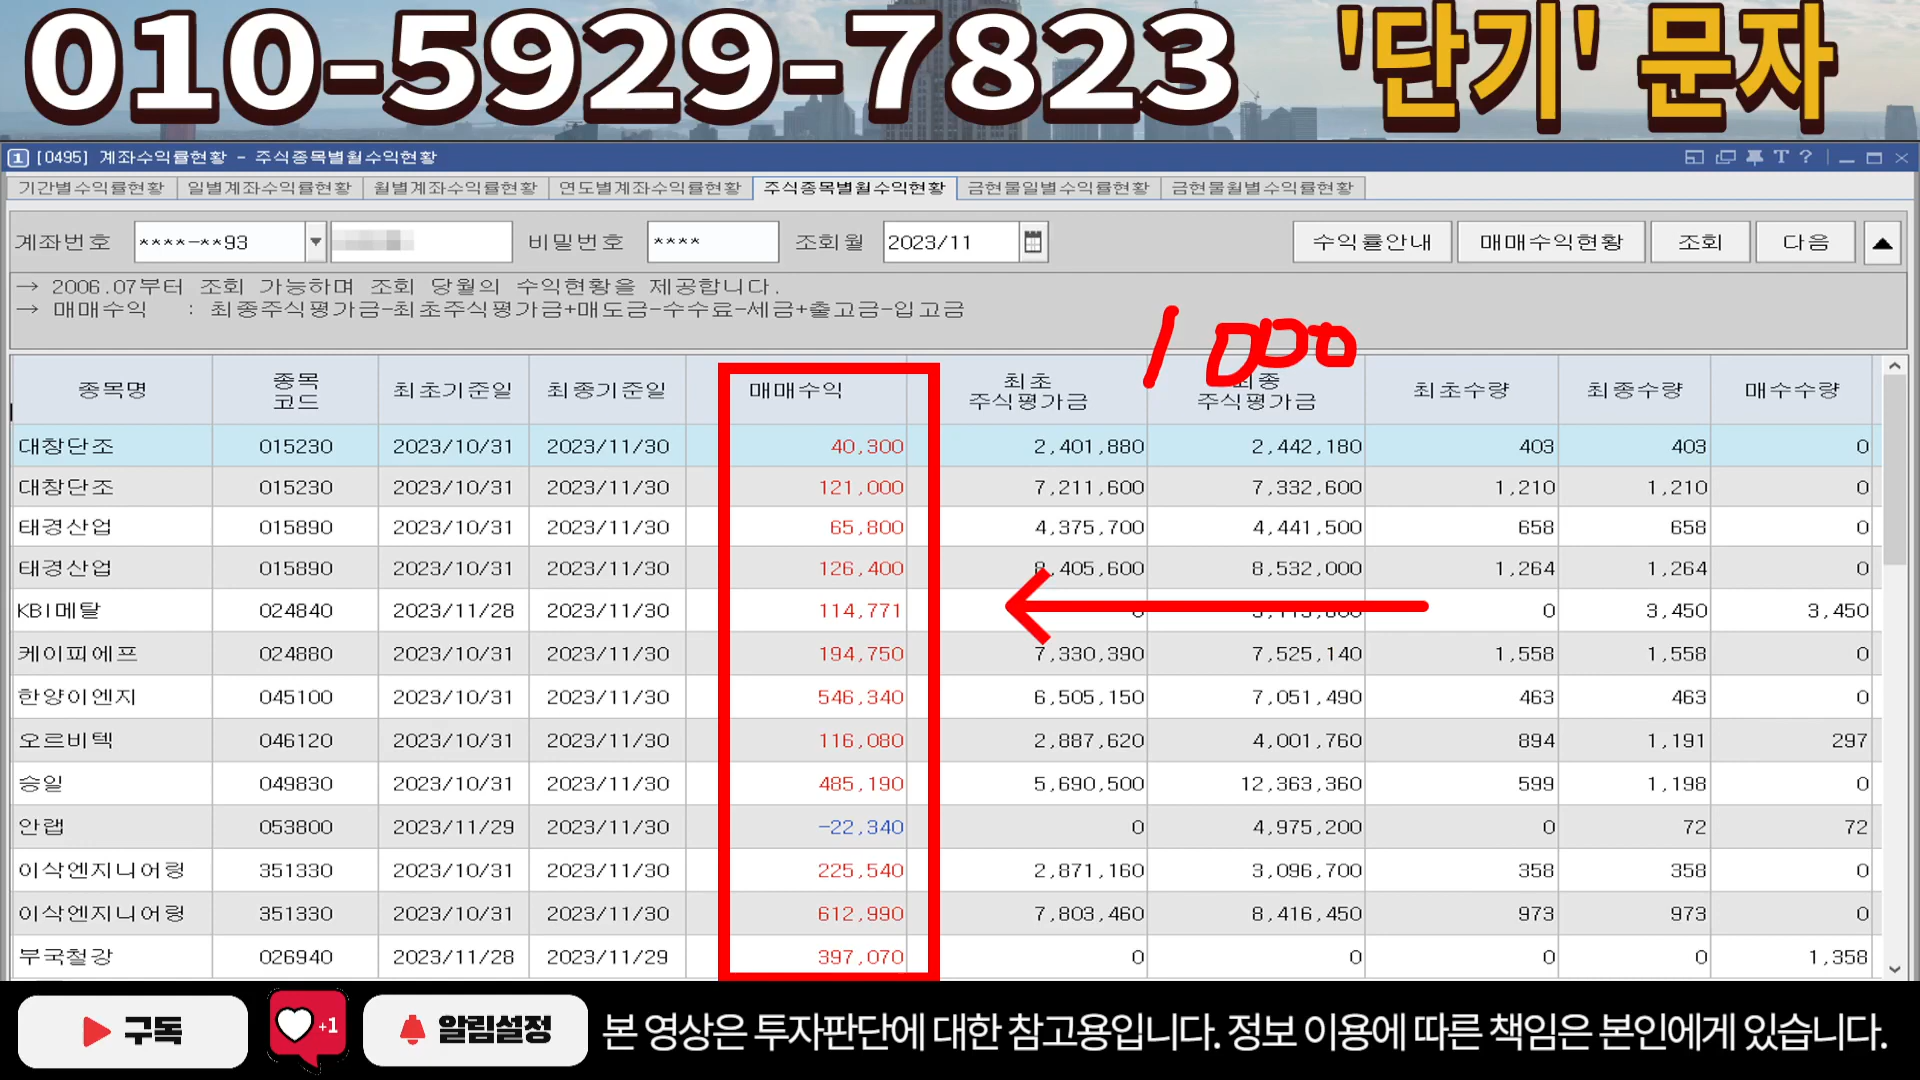 010-5929-7823 '단기' 문자
1 [0495] 계좌수익률현황 - 주식종목별월수익현황
기간별수익률현황 일별계좌수익률현황 월별계좌수익률현황 연도별계좌수익률현황 주식종목별월수익현황 금현물일별수익률현황 금현물월별수익률현황
계좌번호 ****-**93 비밀번호 **** 조회월 2023/11 수익률안내 매매수익현황 조회 다음
→ 2006.07부터 조회 가능하며 조회 당월의 수익현황을 제공합니다.
→ 매매수익 : 최종주식평가금-최초주식평가금+매도금-수수료-세금+출고금-입고금
1000
종목명 종목코드 최초기준일 최종기준일 매매수익 최초주식평가금 최종주식평가금 최초수량 최종수량 매수수량
대창단조 015230 2023/10/31 2023/11/30 40,300 2,401,880 2,442,180 403 403 0
대창단조 015230 2023/10/31 2023/11/30 121,000 7,211,600 7,332,600 1,210 1,210 0
태경산업 015890 2023/10/31 2023/11/30 65,800 4,375,700 4,441,500 658 658 0
태경산업 015890 2023/10/31 2023/11/30 126,400 8,405,600 8,532,000 1,264 1,264 0
KBI메탈 024840 2023/11/28 2023/11/30 114,771 0 0 3,450 3,450
케이피에프 024880 2023/10/31 2023/11/30 194,750 7,330,390 7,525,140 1,558 1,558 0
한양이엔지 045100 2023/10/31 2023/11/30 546,340 6,505,150 7,051,490 463 463 0
오르비텍 046120 2023/10/31 2023/11/30 116,080 2,887,620 4,001,760 894 1,191 297
승일 049830 2023/10/31 2023/11/30 485,190 5,690,500 12,363,360 599 1,198 0
안랩 053800 2023/11/29 2023/11/30 -22,340 0 4,975,200 0 72 72
이삭엔지니어링 351330 2023/10/31 2023/11/30 225,540 2,871,160 3,096,700 358 358 0
이삭엔지니어링 351330 2023/10/31 2023/11/30 612,990 7,803,460 8,416,450 973 973 0
부국철강 026940 2023/11/28 2023/11/29 397,070 0 0 0 0 1,358
구독 +1 알림설정 본 영상은 투자판단에 대한 참고용입니다. 정보 이용에 따른 책임은 본인에게 있습니다.